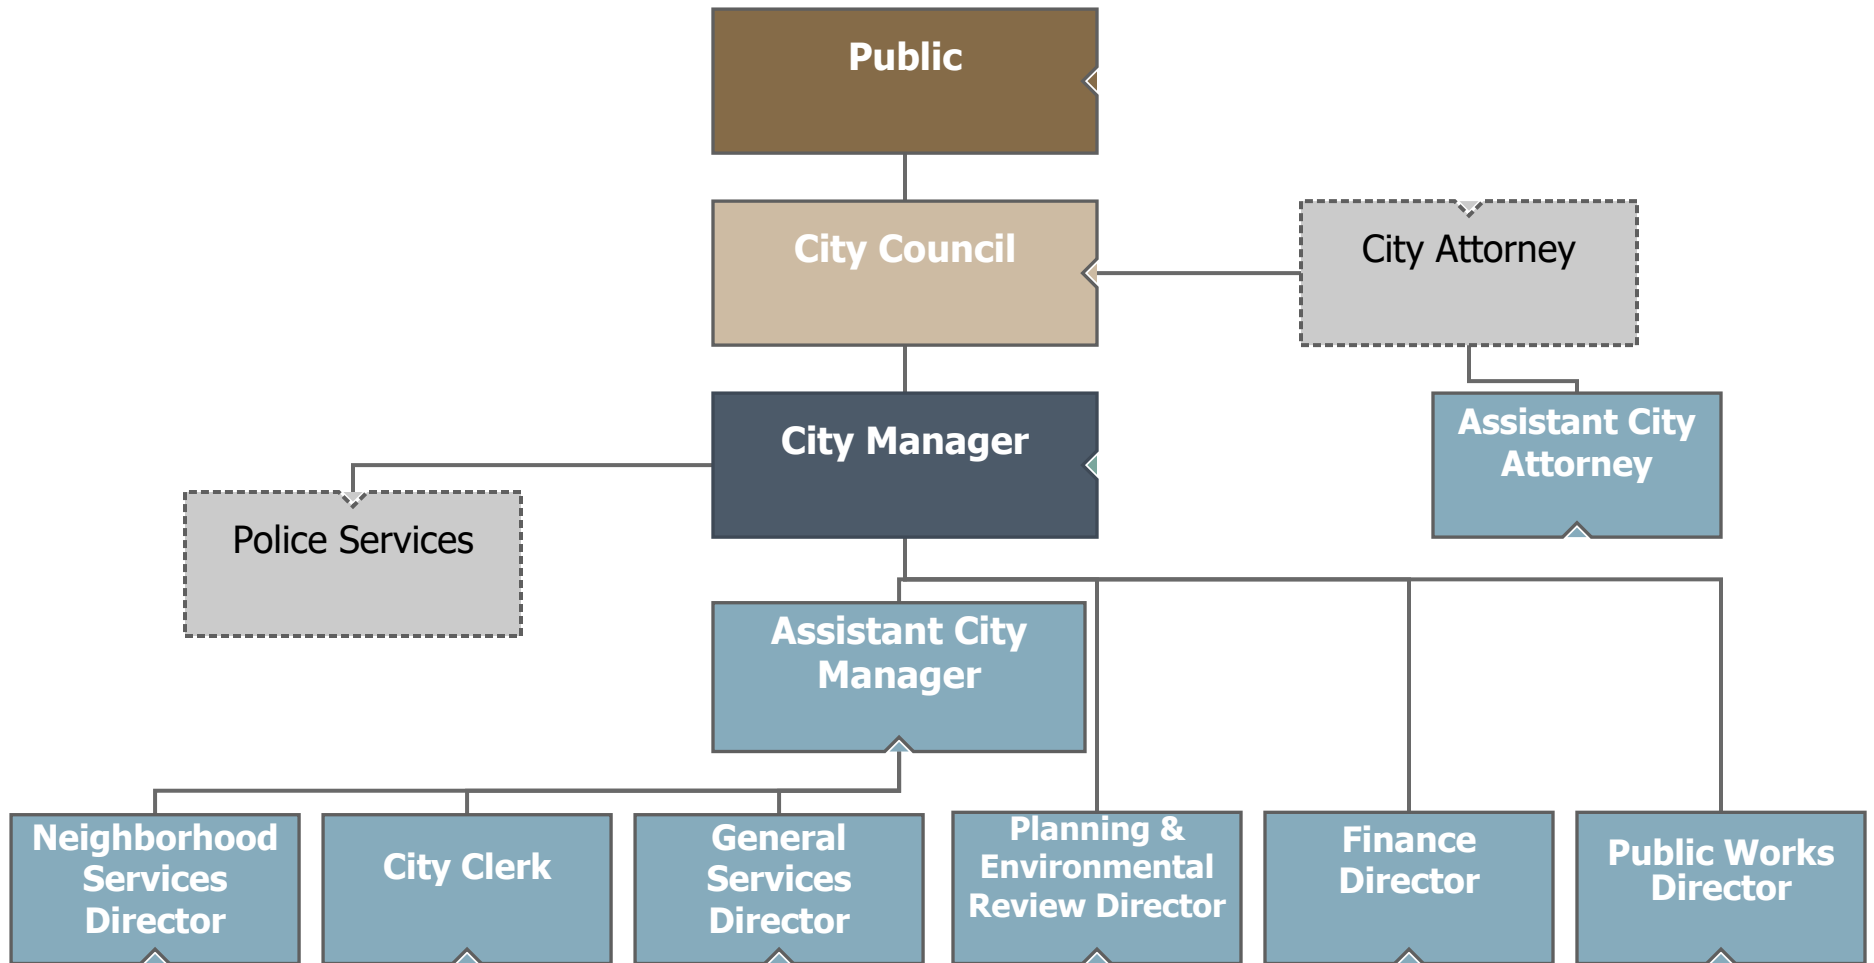 Public
City Council
City Attorney
City Manager
Assistant City
Attorney
Police Services
Assistant City
Manager
Neighborhood
Services
Director
City Clerk
General
Services
Director
Planning &
Environmental
Review Director
Finance
Director
Public Works
Director